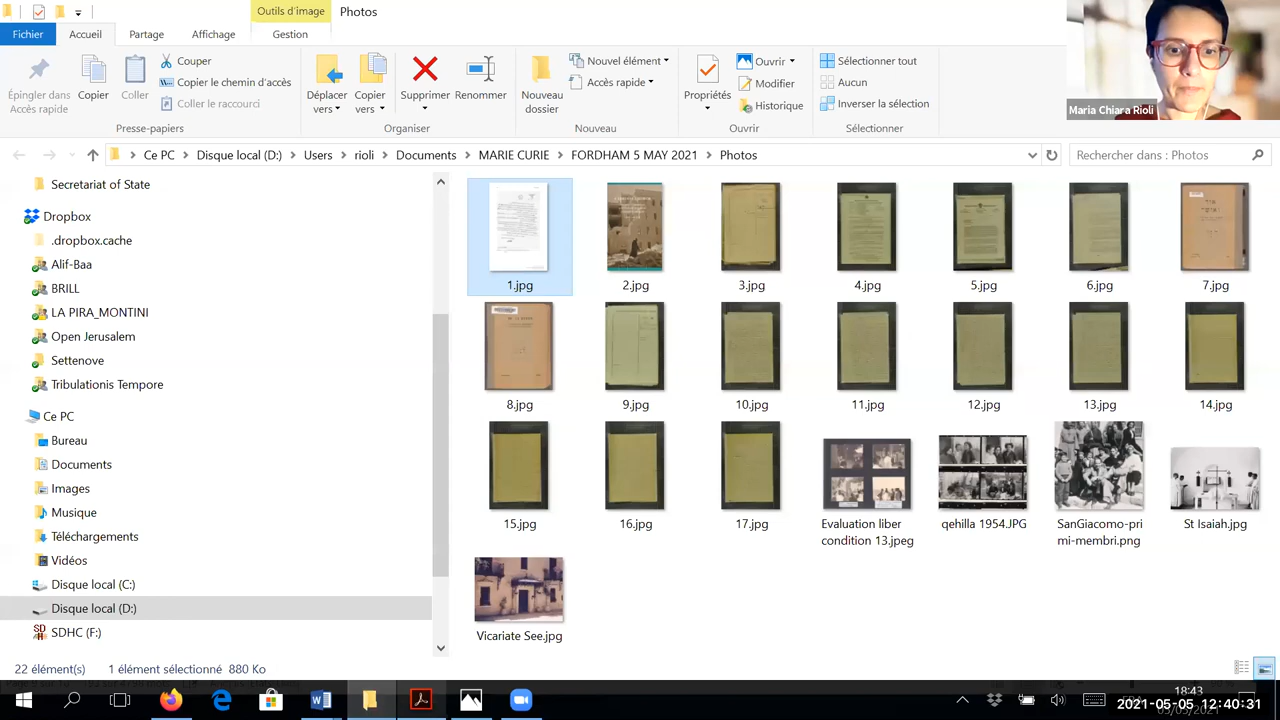 Outils d'image
Photos
Fichier
Accueil
Partage
Affichage
Gestion
Épingler dans
Accès rapide
Copier
Couper
Copier le chemin d'accès
Coller le raccourci
Presse-papiers
Déplacer
vers
Copier
vers
Supprimer
Renommer
Organiser
Nouveau
dossier
Nouvel élément
Accès rapide
Nouveau
Propriétés
Ouvrir
Modifier
Historique
Ouvrir
Sélectionner tout
Aucun
Inverser la sélection
Sélectionner
Maria Chiara Rioli
Ce PC > Disque local (D:) > Users > rioli > Documents > MARIE CURIE > FORDHAM 5 MAY 2021 > Photos
Rechercher dans : Photos
Secretariat of State
Dropbox
.dropbox.cache
Alif-Baa
BRILL
LA PIRA_MONTINI
Open Jerusalem
Settenove
Tribulationis Tempore
Ce PC
Bureau
Documents
Images
Musique
Téléchargements
Vidéos
Disque local (C:)
Disque local (D:)
SDHC (F:)
1.jpg
2.jpg
3.jpg
4.jpg
5.jpg
6.jpg
7.jpg
8.jpg
9.jpg
10.jpg
11.jpg
12.jpg
13.jpg
14.jpg
15.jpg
16.jpg
17.jpg
Evaluation liber
condition 13.jpeg
qehilla 1954.JPG
SanGiacomo-pri
mi-membri.png
St Isaiah.jpg
Vicariate See.jpg
22 élément(s)
1 élément sélectionné 880 Ko
18:43
2021-05-05 12:40:31